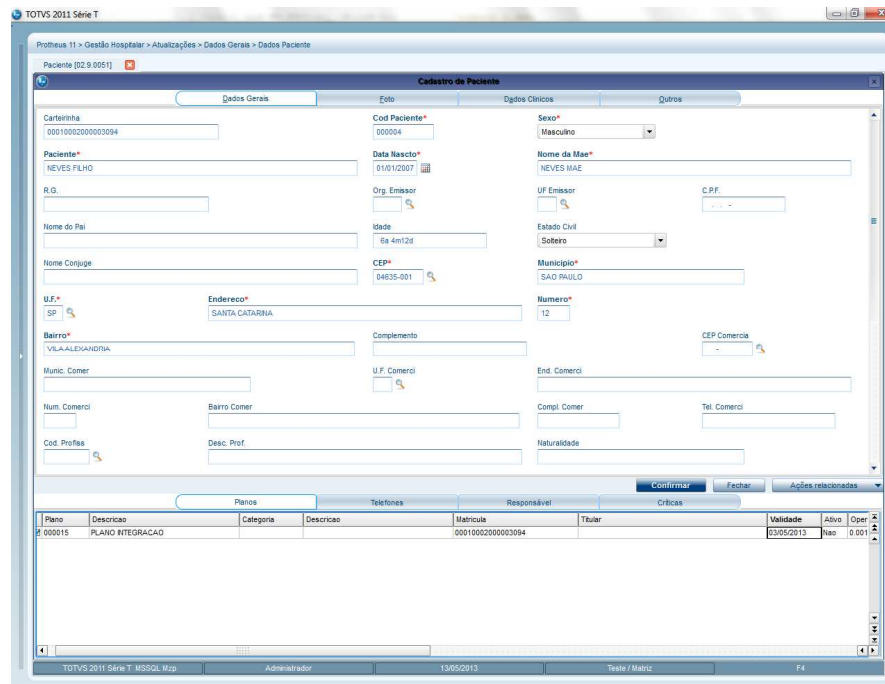 TOTVS 2011 Série T
Protheus 11 > Gestão Hospitalar > Atualizações > Dados Gerais > Dados Paciente
Paciente [02.9.0051]
Cadastro de Paciente
Dados Gerais Foto Dados Clínicos Outros
Carteirinha Cod Paciente* Sexo*
00010002000003094 000004 Masculino
Paciente* Data Nascto* Nome da Mae*
NEVES FILHO 01/01/2007 NEVES MAE
R.G. Org. Emissor UF Emissor C.P.F.
. . -
Nome do Pai Idade Estado Civil
6a 4m12d Solteiro
Nome Conjuge CEP* Municipio*
04635-001 SAO PAULO
U.F.* Endereco* Numero*
SP SANTA CATARINA 12
Bairro* Complemento CEP Comercia
VILA ALEXANDRIA -
Munic. Comer U.F. Comerci End. Comerci
Num. Comerci Bairro Comer Compl. Comer Tel. Comerci
Cod. Profiss Desc. Prof. Naturalidade
Confirmar Fechar Ações relacionadas
Planos Telefones Responsável Críticas
Plano Descricao Categoria Descricao Matricula Titular Validade Ativo Oper
000015 PLANO INTEGRACAO 00010002000003094 03/05/2013 Nao 0.001
TOTVS 2011 Série T MSSQL Mzp Administrador 13/05/2013 Teste / Matriz F4